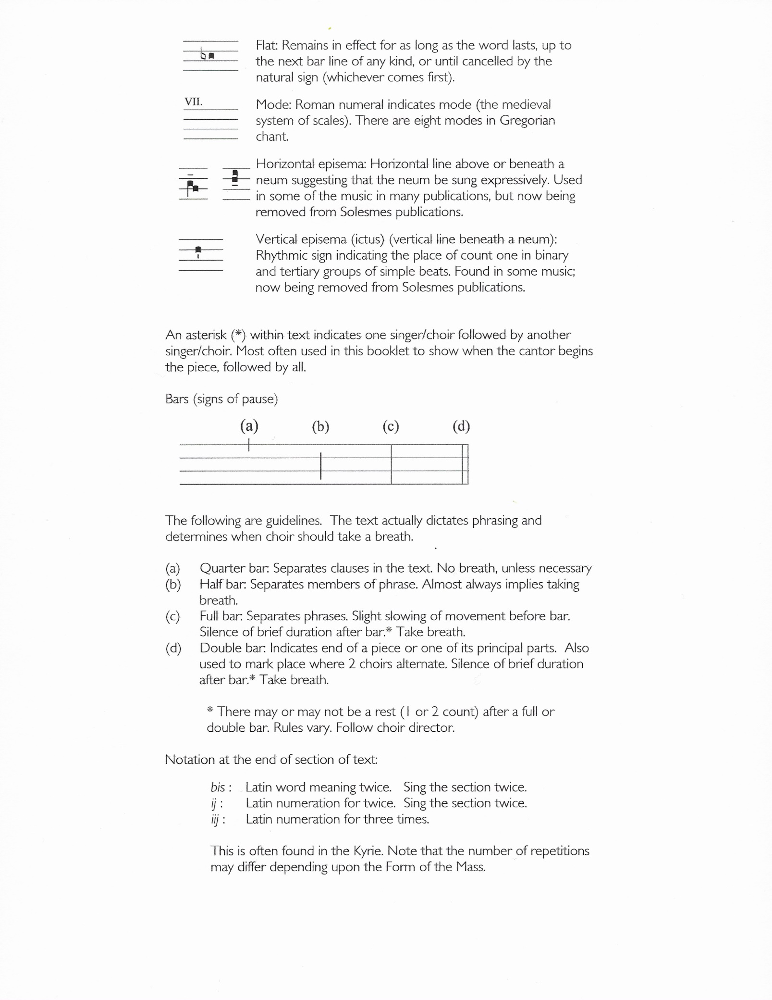 Flat: Remains in effect for as long as the word lasts, up to
the next bar line of any kind, or until cancelled by the
natural sign (whichever comes first).
VII.
Mode: Roman numeral indicates mode (the medieval
system of scales). There are eight modes in Gregorian
chant.
Horizontal episema: Horizontal line above or beneath a
neum suggesting that the neum be sung expressively. Used
in some of the music in many publications, but now being
removed from Solesmes publications.
Vertical episema (ictus) (vertical line beneath a neum):
Rhythmic sign indicating the place of count one in binary
and tertiary groups of simple beats. Found in some music;
now being removed from Solesmes publications.
An asterisk (*) within text indicates one singer/choir followed by another
singer/choir. Most often used in this booklet to show when the cantor begins
the piece, followed by all.
Bars (signs of pause)
(a) (b) (c) (d)
The following are guidelines. The text actually dictates phrasing and
determines when choir should take a breath.
(a) Quarter bar: Separates clauses in the text. No breath, unless necessary
(b) Half bar: Separates members of phrase. Almost always implies taking
breath.
(c) Full bar: Separates phrases. Slight slowing of movement before bar.
Silence of brief duration after bar.* Take breath.
(d) Double bar: Indicates end of a piece or one of its principal parts. Also
used to mark place where 2 choirs alternate. Silence of brief duration
after bar.* Take breath.
* There may or may not be a rest (1 or 2 count) after a full or
double bar. Rules vary. Follow choir director.
Notation at the end of section of text:
bis : Latin word meaning twice. Sing the section twice.
ij : Latin numeration for twice. Sing the section twice.
iij : Latin numeration for three times.
This is often found in the Kyrie. Note that the number of repetitions
may differ depending upon the Form of the Mass.